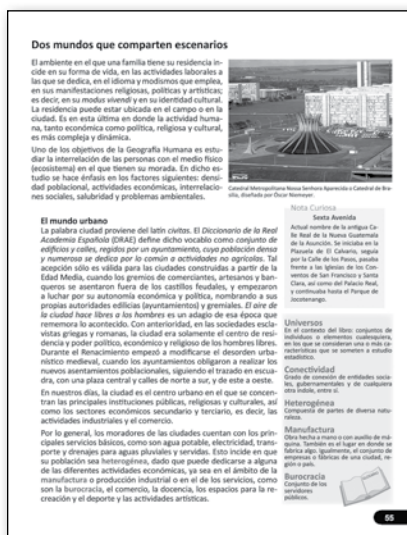 Dos mundos que comparten escenarios
El ambiente en el que una familia tiene su residencia in-
cide en su forma de vida, en las actividades laborales a
las que se dedica, en el idioma y modismos que emplea,
en sus manifestaciones religiosas, políticas y artísticas;
es decir, en su modus vivendi y en su identidad cultural.
La residencia puede estar ubicada en el campo o en la
ciudad. Es en esta última en donde la actividad huma-
na, tanto económica como política, religiosa y cultural,
es más compleja y dinámica.
Uno de los objetivos de la Geografía Humana es estu-
diar la interrelación de las personas con el medio físico
(ecosistema) en el que tienen su morada. En dicho es-
tudio se hace énfasis en los factores siguientes: densi-
dad poblacional, actividades económicas, interrelacio-
nes sociales, salubridad y problemas ambientales.
El mundo urbano
La palabra ciudad proviene del latín civitas. El Diccionario de la Real
Academia Española (DRAE) define dicho vocablo como conjunto de
edificios y calles, regidos por un ayuntamiento, cuya población densa
y numerosa se dedica por lo común a actividades no agrícolas. Tal
acepción sólo es válida para las ciudades construidas a partir de la
Edad Media, cuando los gremios de comerciantes, artesanos y ban-
queros se asentaron fuera de los castillos feudales, y empezaron
a luchar por su autonomía económica y política, nombrando a sus
propias autoridades edilicias (ayuntamientos) y gremiales. El aire de
la ciudad hace libres a los hombres es un adagio de esa época que
rememora lo acontecido. Con anterioridad, en las sociedades escla-
vistas griegas y romanas, la ciudad era solamente el centro de resi-
dencia y poder político, económico y religioso de los hombres libres.
Durante el Renacimiento empezó a modificarse el desorden urba-
nístico medieval, cuando los ayuntamientos obligaron a realizar los
nuevos asentamientos poblacionales, siguiendo el trazado en escua-
dra, con una plaza central y calles de norte a sur, y de este a oeste.
En nuestros días, la ciudad es el centro urbano en el que se concen-
tran las principales instituciones públicas, religiosas y culturales, así
como los sectores económicos secundario y terciario, es decir, las
actividades industriales y el comercio.
Por lo general, los moradores de las ciudades cuentan con los prin-
cipales servicios básicos, como son agua potable, electricidad, trans-
porte y drenajes para aguas pluviales y servidas. Esto incide en que
su población sea heterogénea, dado que puede dedicarse a alguna
de las diferentes actividades económicas, ya sea en el ámbito de la
manufactura o producción industrial o en el de los servicios, como
son la burocracia, el comercio, la docencia, los espacios para la re-
creación y el deporte y las actividades artísticas.
Catedral Metropolitana Nossa Senhora Aparecida o Catedral de Bra-
silia, diseñada por Óscar Niemeyer.
Nota Curiosa
Sexta Avenida
Actual nombre de la antigua Ca-
lle Real de la Nueva Guatemala
de la Asunción. Se iniciaba en la
Plazuela de El Calvario, seguía
por la Calle de los Pasos, pasaba
frente a las Iglesias de los Con-
ventos de San Francisco y Santa
Clara, así como del Palacio Real,
y continuaba hasta el Parque de
Jocotenango.
Universos
En el contexto del libro: conjuntos de
individuos o elementos cualesquiera,
en los que se consideran una o más ca-
racterísticas que se someten a estudio
estadístico.
Conectividad
Grado de conexión de entidades socia-
les, gubernamentales y de cualquiera
otra índole, entre sí.
Heterogénea
Compuesta de partes de diversa natu-
raleza.
Manufactura
Obra hecha a mano o con auxilio de má-
quina. También es el lugar en donde se
fabrica algo. Igualmente, el conjunto de
empresas o fábricas de una ciudad, re-
gión o país.
Burocracia
Conjunto de los
servidores
públicos.
55